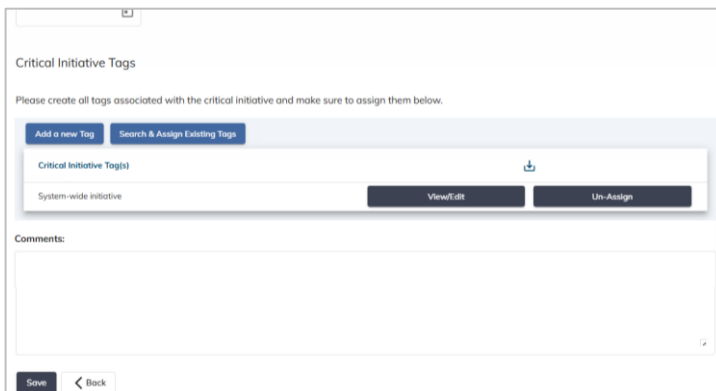 Critical Initiative Tags
Please create all tags associated with the critical initiative and make sure to assign them below.
Add a new Tag Search & Assign Existing Tags
Critical Initiative Tag(s)
System-wide initiative View/Edit Un-Assign
Comments:
Save Back